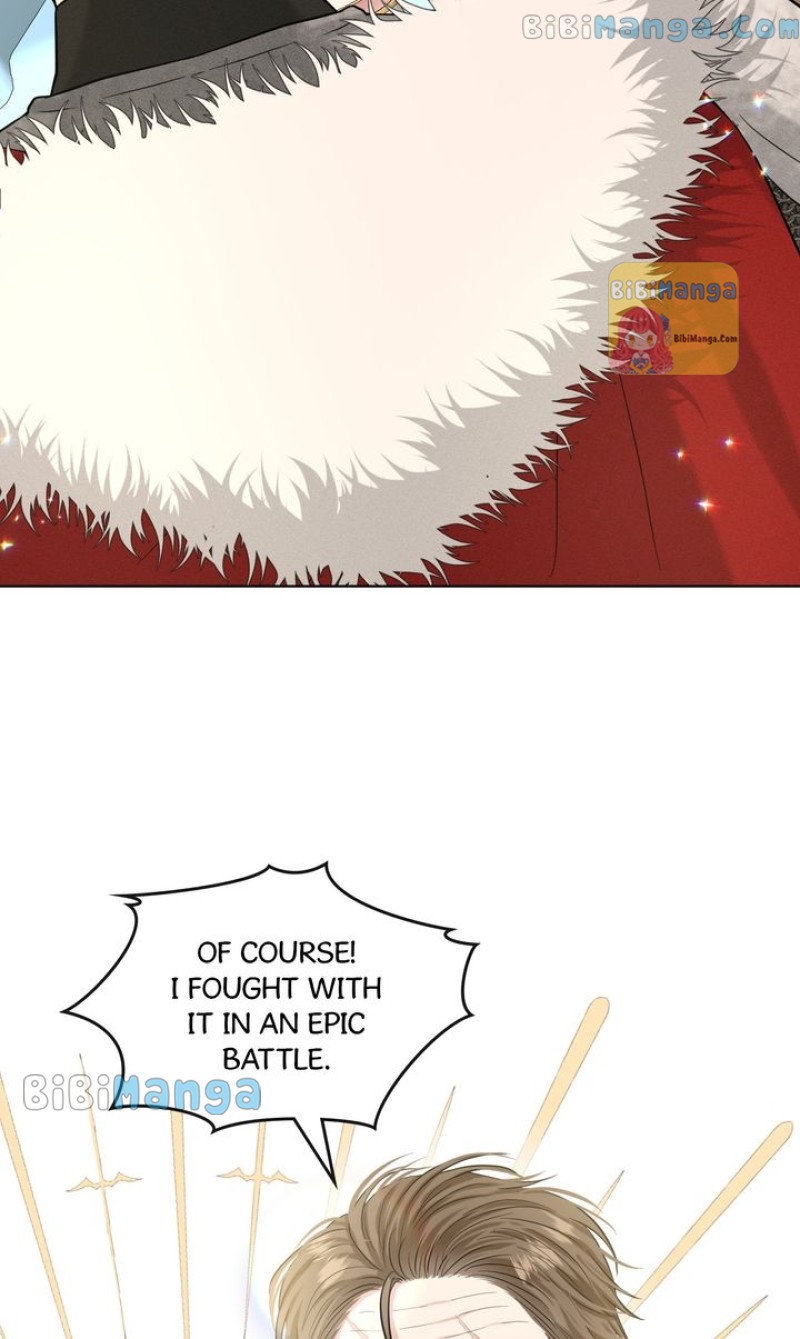 BiBiManga.Com
BiBiManga
BibiManga.Com
OF COURSE!
I FOUGHT WITH
IT IN AN EPIC
BATTLE.
BiBiManga